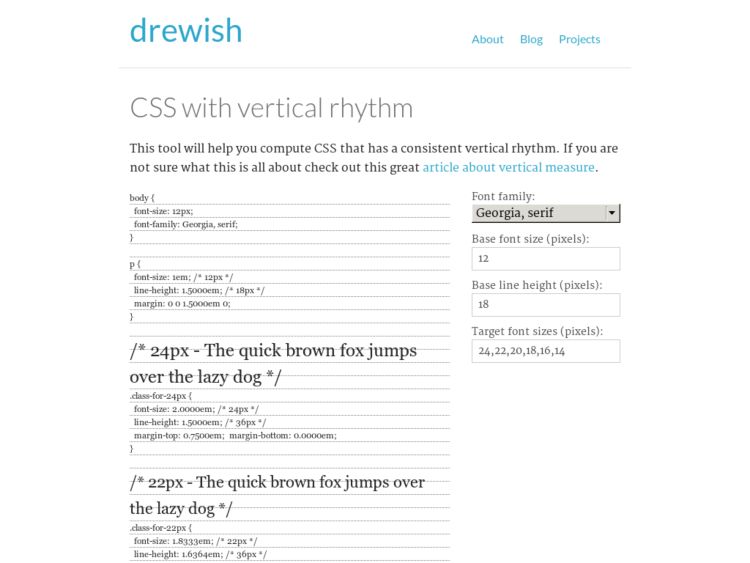 drewish
About Blog Projects
CSS with vertical rhythm
This tool will help you compute CSS that has a consistent vertical rhythm. If you are
not sure what this is all about check out this great article about vertical measure.
body {
font-size: 12px;
font-family: Georgia, serif;
}
p {
font-size: 1em; /* 12px */
line-height: 1.5000em; /* 18px */
margin: 0 0 1.5000em 0;
}
/* 24px - The quick brown fox jumps
over the lazy dog */
.class-for-24px {
font-size: 2.0000em; /* 24px */
line-height: 1.5000em; /* 36px */
margin-top: 0.7500em; margin-bottom: 0.0000em;
}
/* 22px - The quick brown fox jumps over
the lazy dog */
.class-for-22px {
font-size: 1.8333em; /* 22px */
line-height: 1.6364em; /* 36px */
Font family:
Georgia, serif
Base font size (pixels):
12
Base line height (pixels):
18
Target font sizes (pixels):
24,22,20,18,16,14